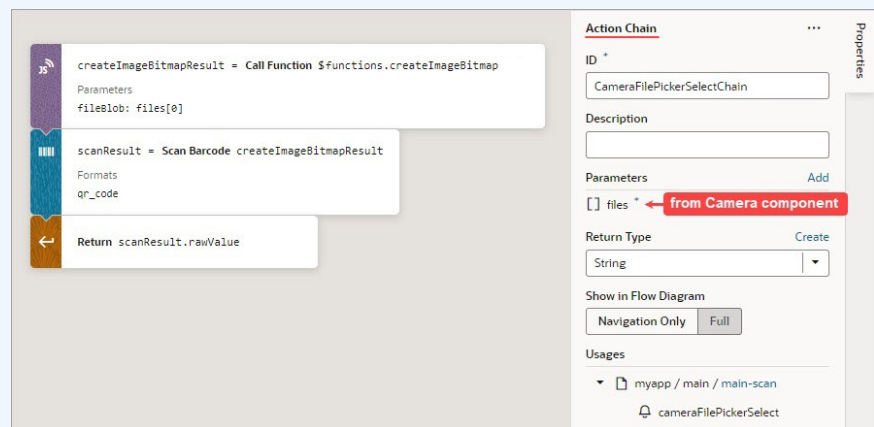 JS
createImageBitmapResult = Call Function $functions.createImageBitmap
Parameters
fileBlob: files[0]
scanResult = Scan Barcode createImageBitmapResult
Formats
qr_code
Return scanResult.rawValue
Action Chain
...
Properties
ID *
CameraFilePickerSelectChain
Description
Parameters Add
[] files *
from Camera component
Return Type Create
String
Show in Flow Diagram
Navigation Only Full
Usages
myapp / main / main-scan
cameraFilePickerSelect